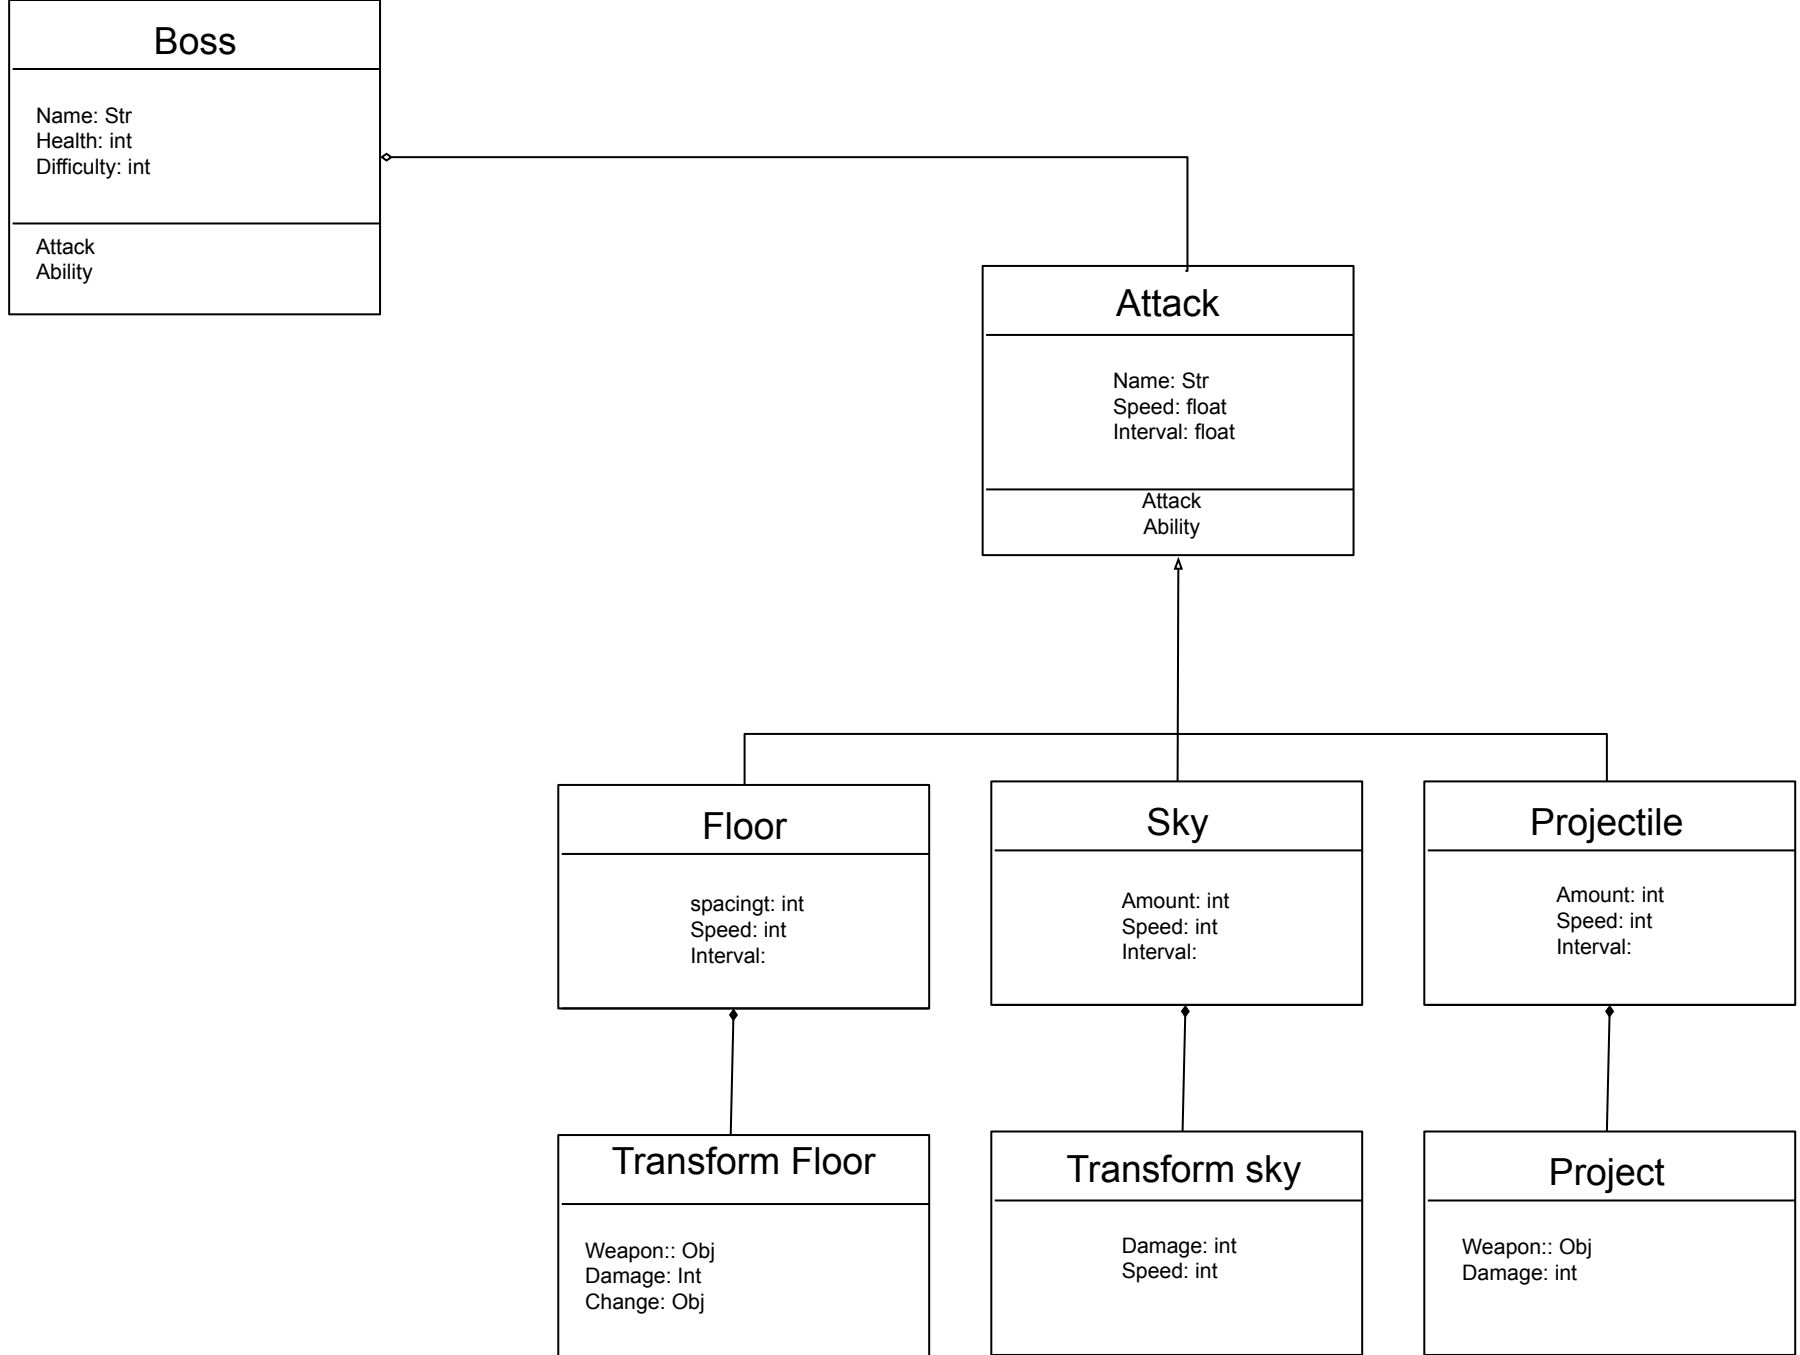 Boss
Name: Str
Health: int
Difficulty: int
Attack
Ability
Attack
Name: Str
Speed: float
Interval: float
Attack
Ability
Floor
spacingt: int
Speed: int
Interval:
Sky
Amount: int
Speed: int
Interval:
Projectile
Amount: int
Speed: int
Interval:
Transform Floor
Weapon:: Obj
Damage: Int
Change: Obj
Transform sky
Damage: int
Speed: int
Project
Weapon:: Obj
Damage: int